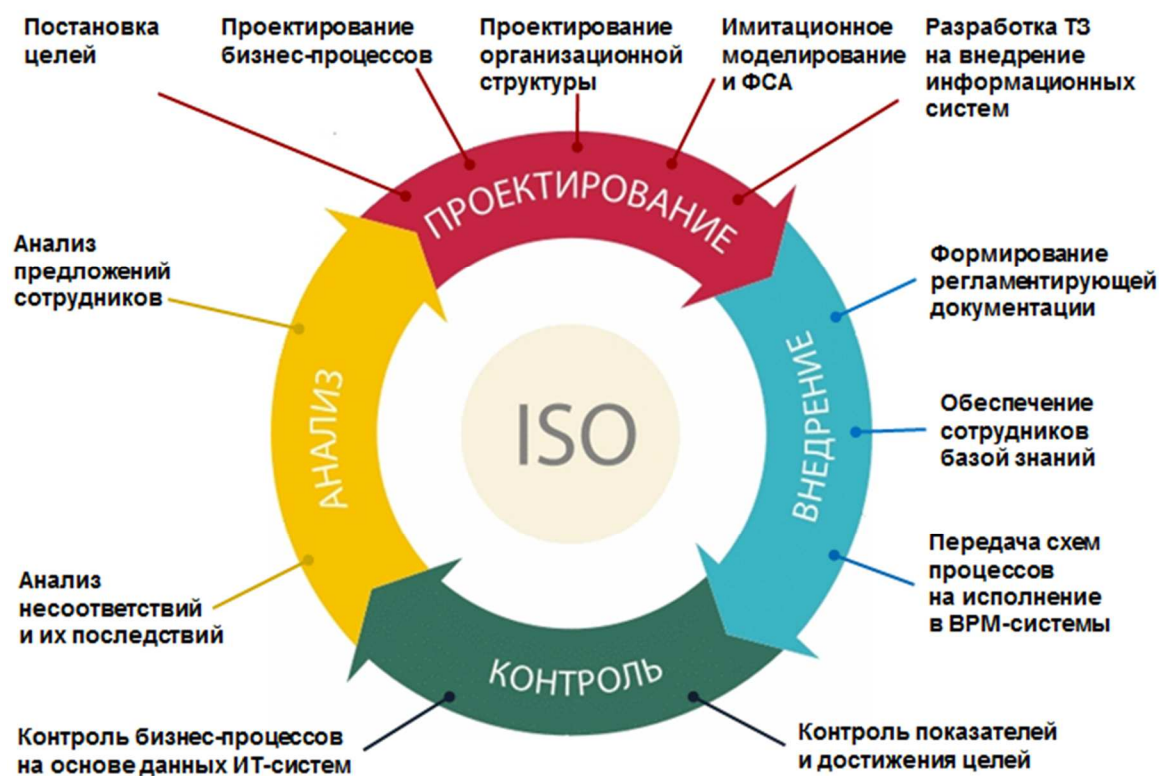 Постановка
целей
Проектирование
бизнес-процессов
Проектирование
организационной
структуры
Имитационное
моделирование
и ФСА
Разработка ТЗ
на внедрение
информационных
систем
ПРОЕКТИРОВАНИЕ
Формирование
регламентирующей
документации
Обеспечение
сотрудников
базой знаний
Передача схем
процессов
на исполнение
в BPM-системы
ВНЕДРЕНИЕ
Контроль показателей
и достижения целей
КОНТРОЛЬ
Контроль бизнес-процессов
на основе данных ИТ-систем
Анализ
несоответствий
и их последствий
АНАЛИЗ
Анализ
предложений
сотрудников
ISO